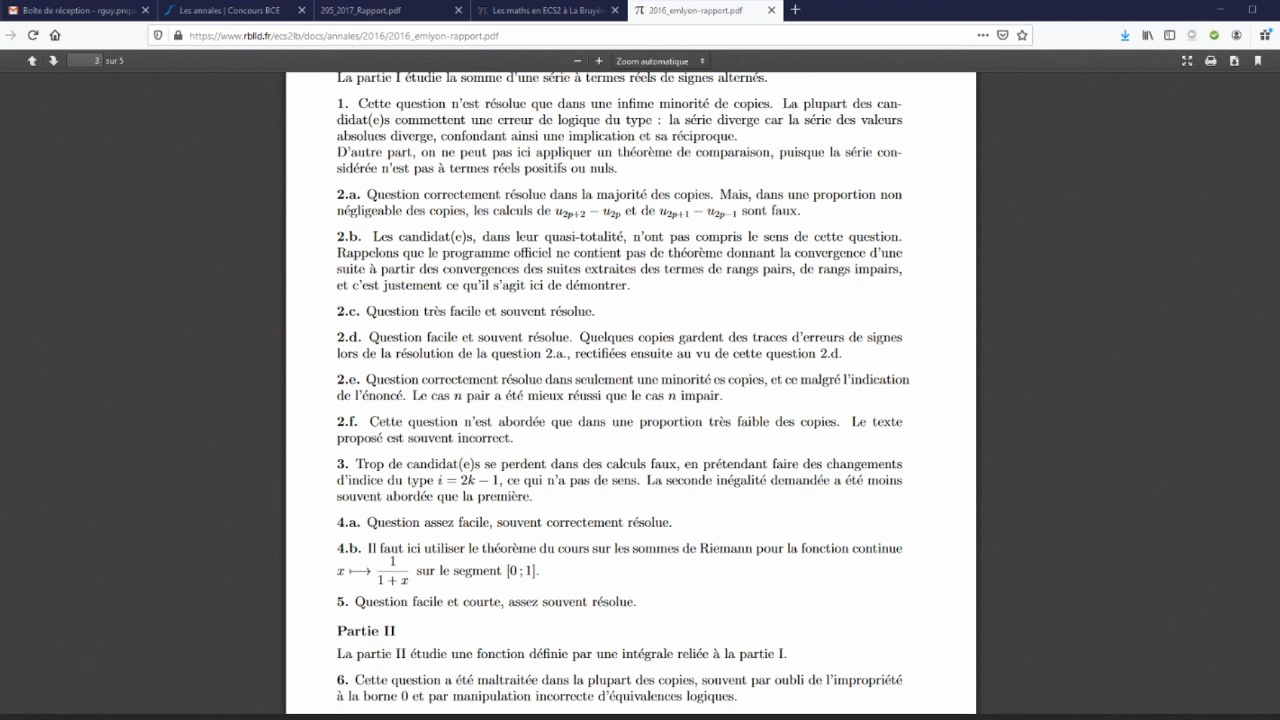 Boîte de réception - rguy.prepa
Les annales | Concours BCE
295_2017_Rapport.pdf
Les maths en ECS2 à La Bruyère
2016_emlyon-rapport.pdf
https://www.rblld.fr/ecs2lb/docs/annales/2016/2016_emlyon-rapport.pdf
3 sur 5
Zoom automatique
La partie I étudie la somme d'une série à termes réels de signes alternés.
1. Cette question n'est résolue que dans une infime minorité de copies. La plupart des can-
didat(e)s commettent une erreur de logique du type : la série diverge car la série des valeurs
absolues diverge, confondant ainsi une implication et sa réciproque.
D'autre part, on ne peut pas ici appliquer un théorème de comparaison, puisque la série con-
sidérée n'est pas à termes réels positifs ou nuls.
2.a. Question correctement résolue dans la majorité des copies. Mais, dans une proportion non
négligeable des copies, les calculs de u2p+2 − u2p et de u2p+1 − u2p−1 sont faux.
2.b. Les candidat(e)s, dans leur quasi-totalité, n'ont pas compris le sens de cette question.
Rappelons que le programme officiel ne contient pas de théorème donnant la convergence d'une
suite à partir des convergences des suites extraites des termes de rangs pairs, de rangs impairs,
et c'est justement ce qu'il s'agit ici de démontrer.
2.c. Question très facile et souvent résolue.
2.d. Question facile et souvent résolue. Quelques copies gardent des traces d'erreurs de signes
lors de la résolution de la question 2.a., rectifiées ensuite au vu de cette question 2.d.
2.e. Question correctement résolue dans seulement une minorité es copies, et ce malgré l'indication
de l'énoncé. Le cas n pair a été mieux réussi que le cas n impair.
2.f. Cette question n'est abordée que dans une proportion très faible des copies. Le texte
proposé est souvent incorrect.
3. Trop de candidat(e)s se perdent dans des calculs faux, en prétendant faire des changements
d'indice du type i = 2k − 1, ce qui n'a pas de sens. La seconde inégalité demandée a été moins
souvent abordée que la première.
4.a. Question assez facile, souvent correctement résolue.
4.b. Il faut ici utiliser le théorème du cours sur les sommes de Riemann pour la fonction continue
x ⟼ 1/(1 + x) sur le segment [0 ; 1].
5. Question facile et courte, assez souvent résolue.
Partie II
La partie II étudie une fonction définie par une intégrale reliée à la partie I.
6. Cette question a été maltraitée dans la plupart des copies, souvent par oubli de l'impropriété
à la borne 0 et par manipulation incorrecte d'équivalences logiques.